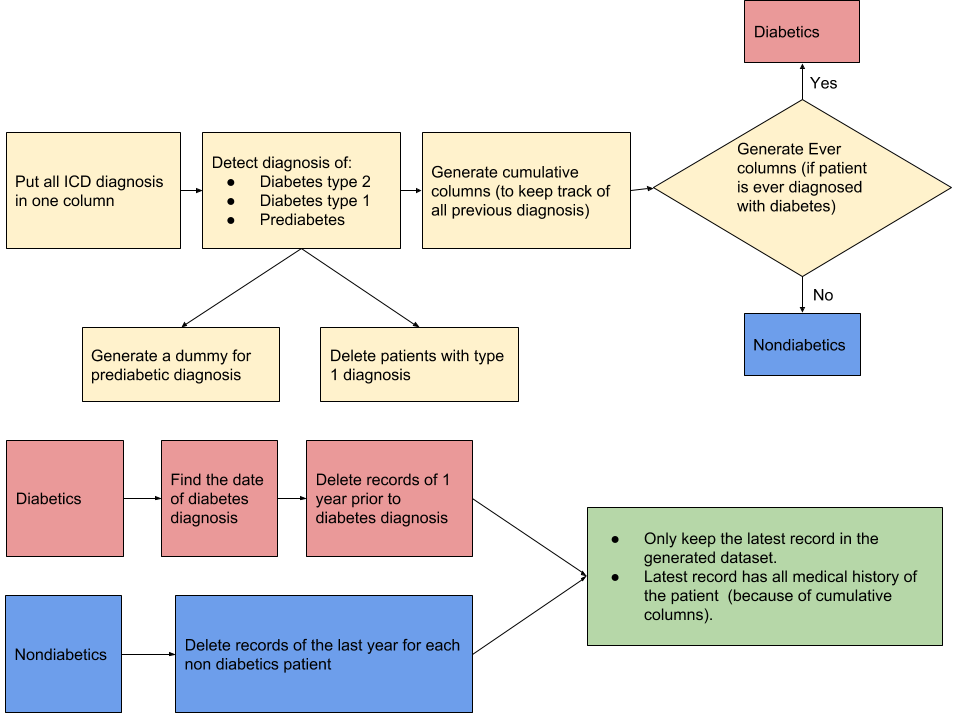 Diabetics
Yes
Generate Ever
columns (if patient
is ever diagnosed
with diabetes)
Put all ICD diagnosis
in one column
Detect diagnosis of:
● Diabetes type 2
● Diabetes type 1
● Prediabetes
Generate cumulative
columns (to keep track of
all previous diagnosis)
No
Nondiabetics
Generate a dummy for
prediabetic diagnosis
Delete patients with type
1 diagnosis
Diabetics
Find the date
of diabetes
diagnosis
Delete records of 1
year prior to
diabetes diagnosis
● Only keep the latest record in the
generated dataset.
● Latest record has all medical history of
the patient (because of cumulative
columns).
Nondiabetics
Delete records of the last year for each
non diabetics patient